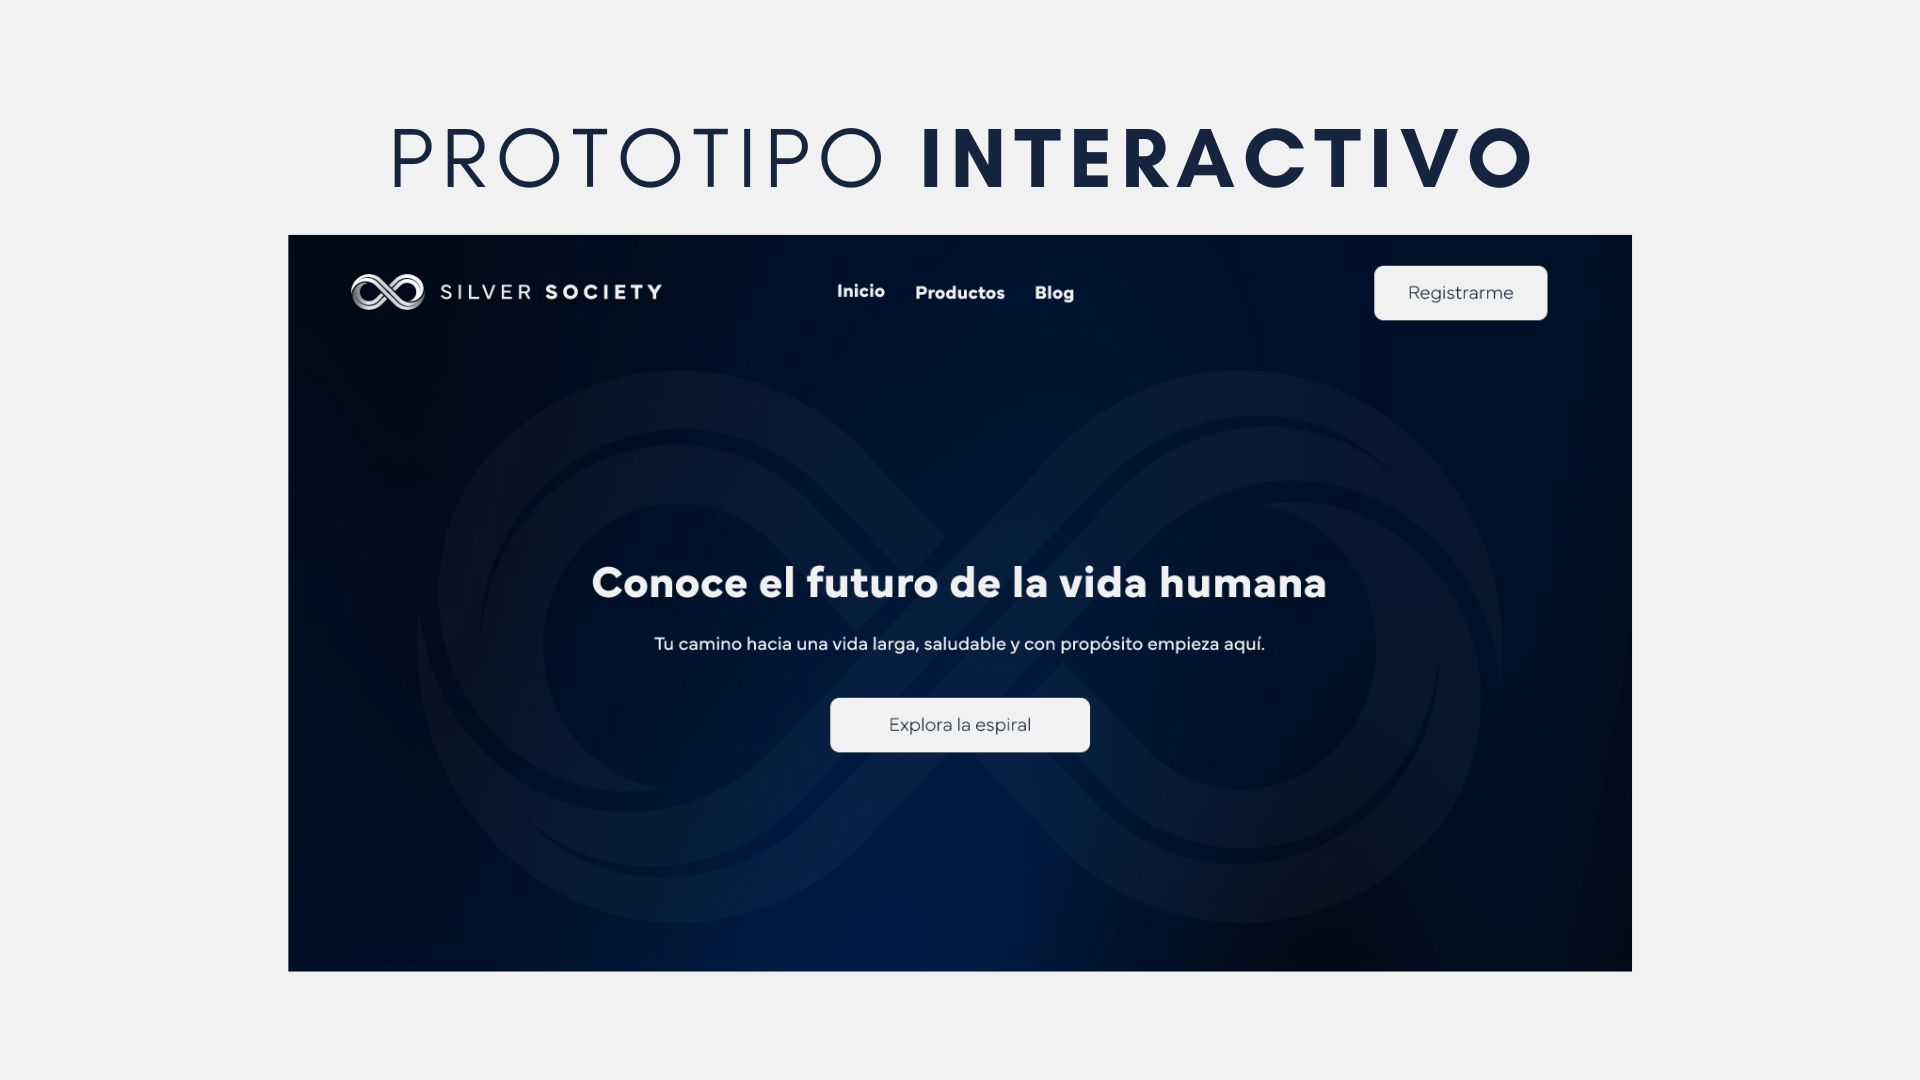 PROTOTIPO INTERACTIVO
SILVER SOCIETY
Inicio Productos Blog
Registrarme
Conoce el futuro de la vida humana
Tu camino hacia una vida larga, saludable y con propósito empieza aquí.
Explora la espiral